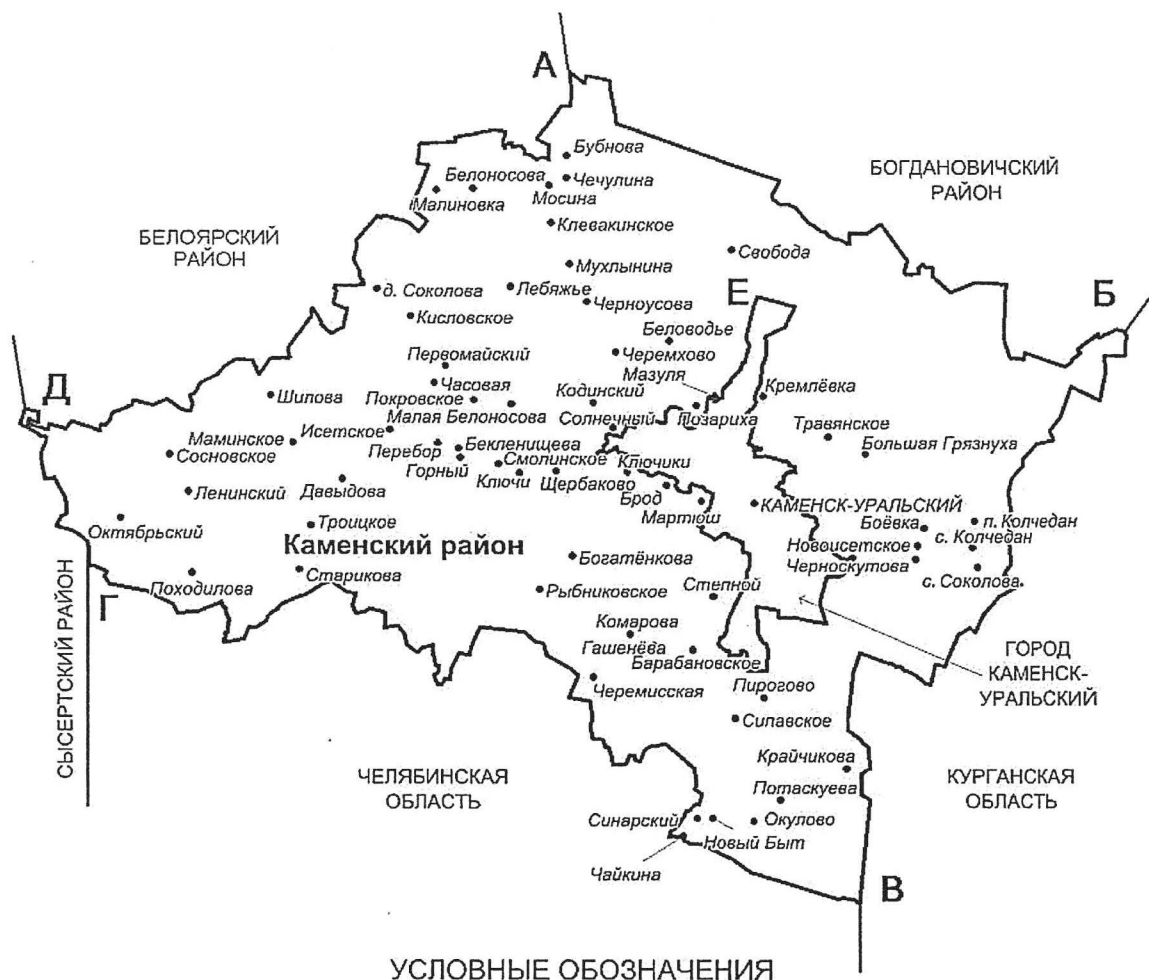 А
Бубнова
БОГДАНОВИЧСКИЙ
РАЙОН
Белоносова
Чечулина
Мосина
Малиновка
Клевакинское
БЕЛОЯРСКИЙ
РАЙОН
Свобода
Мухлынина
д. Соколова
Лебяжье
Черноусова
Е
Б
Кисловское
Беловодье
Первомайский
Черемхово
Мазуля
Д
Часовая
Кодинский
Кремлёвка
Шилова
Покровское
Малая Белоносова
Солнечный
Позариха
Травянское
Маминское
Исетское
Большая Грязнуха
Сосновское
Перебор
Бекленищева
Горный
Смолинское
Ключики
Ленинский
Давыдова
Ключи
Щербаково
Брод
КАМЕНСК-УРАЛЬСКИЙ
Мартюш
Октябрьский
Троицкое
Боёвка
п. Колчедан
Каменский район
Новоисетское
с. Колчедан
Богатёнкова
Черноскутова
Походилова
Старикова
с. Соколова
Рыбниковское
Степной
Г
СЫСЕРТСКИЙ РАЙОН
Комарова
Гашенёва
Барабановское
ГОРОД
КАМЕНСК-
УРАЛЬСКИЙ
Черемисская
Пирогово
Сипавское
ЧЕЛЯБИНСКАЯ
ОБЛАСТЬ
Крайчикова
КУРГАНСКАЯ
ОБЛАСТЬ
Потаскуева
Синарский
Окулово
Новый Быт
Чайкина
В
УСЛОВНЫЕ ОБОЗНАЧЕНИЯ